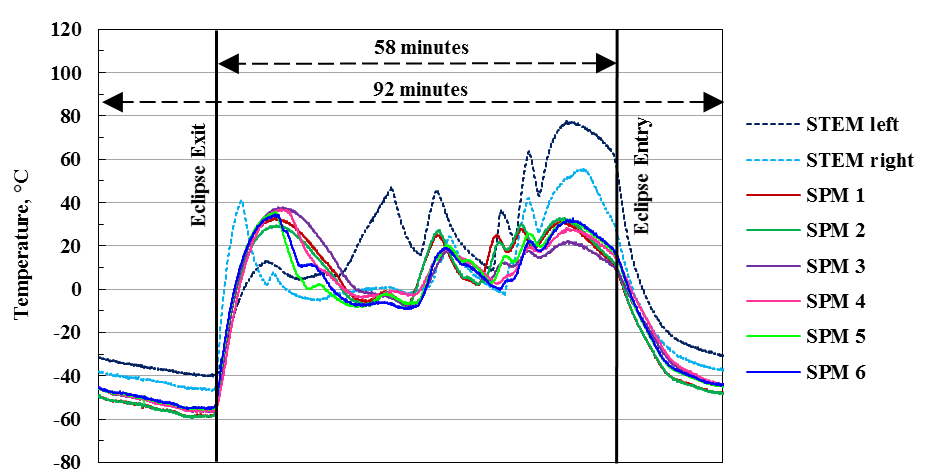 120
100
80
60
40
20
0
-20
-40
-60
-80
Temperature, °C
58 minutes
92 minutes
Eclipse Exit
Eclipse Entry
STEM left
STEM right
SPM 1
SPM 2
SPM 3
SPM 4
SPM 5
SPM 6